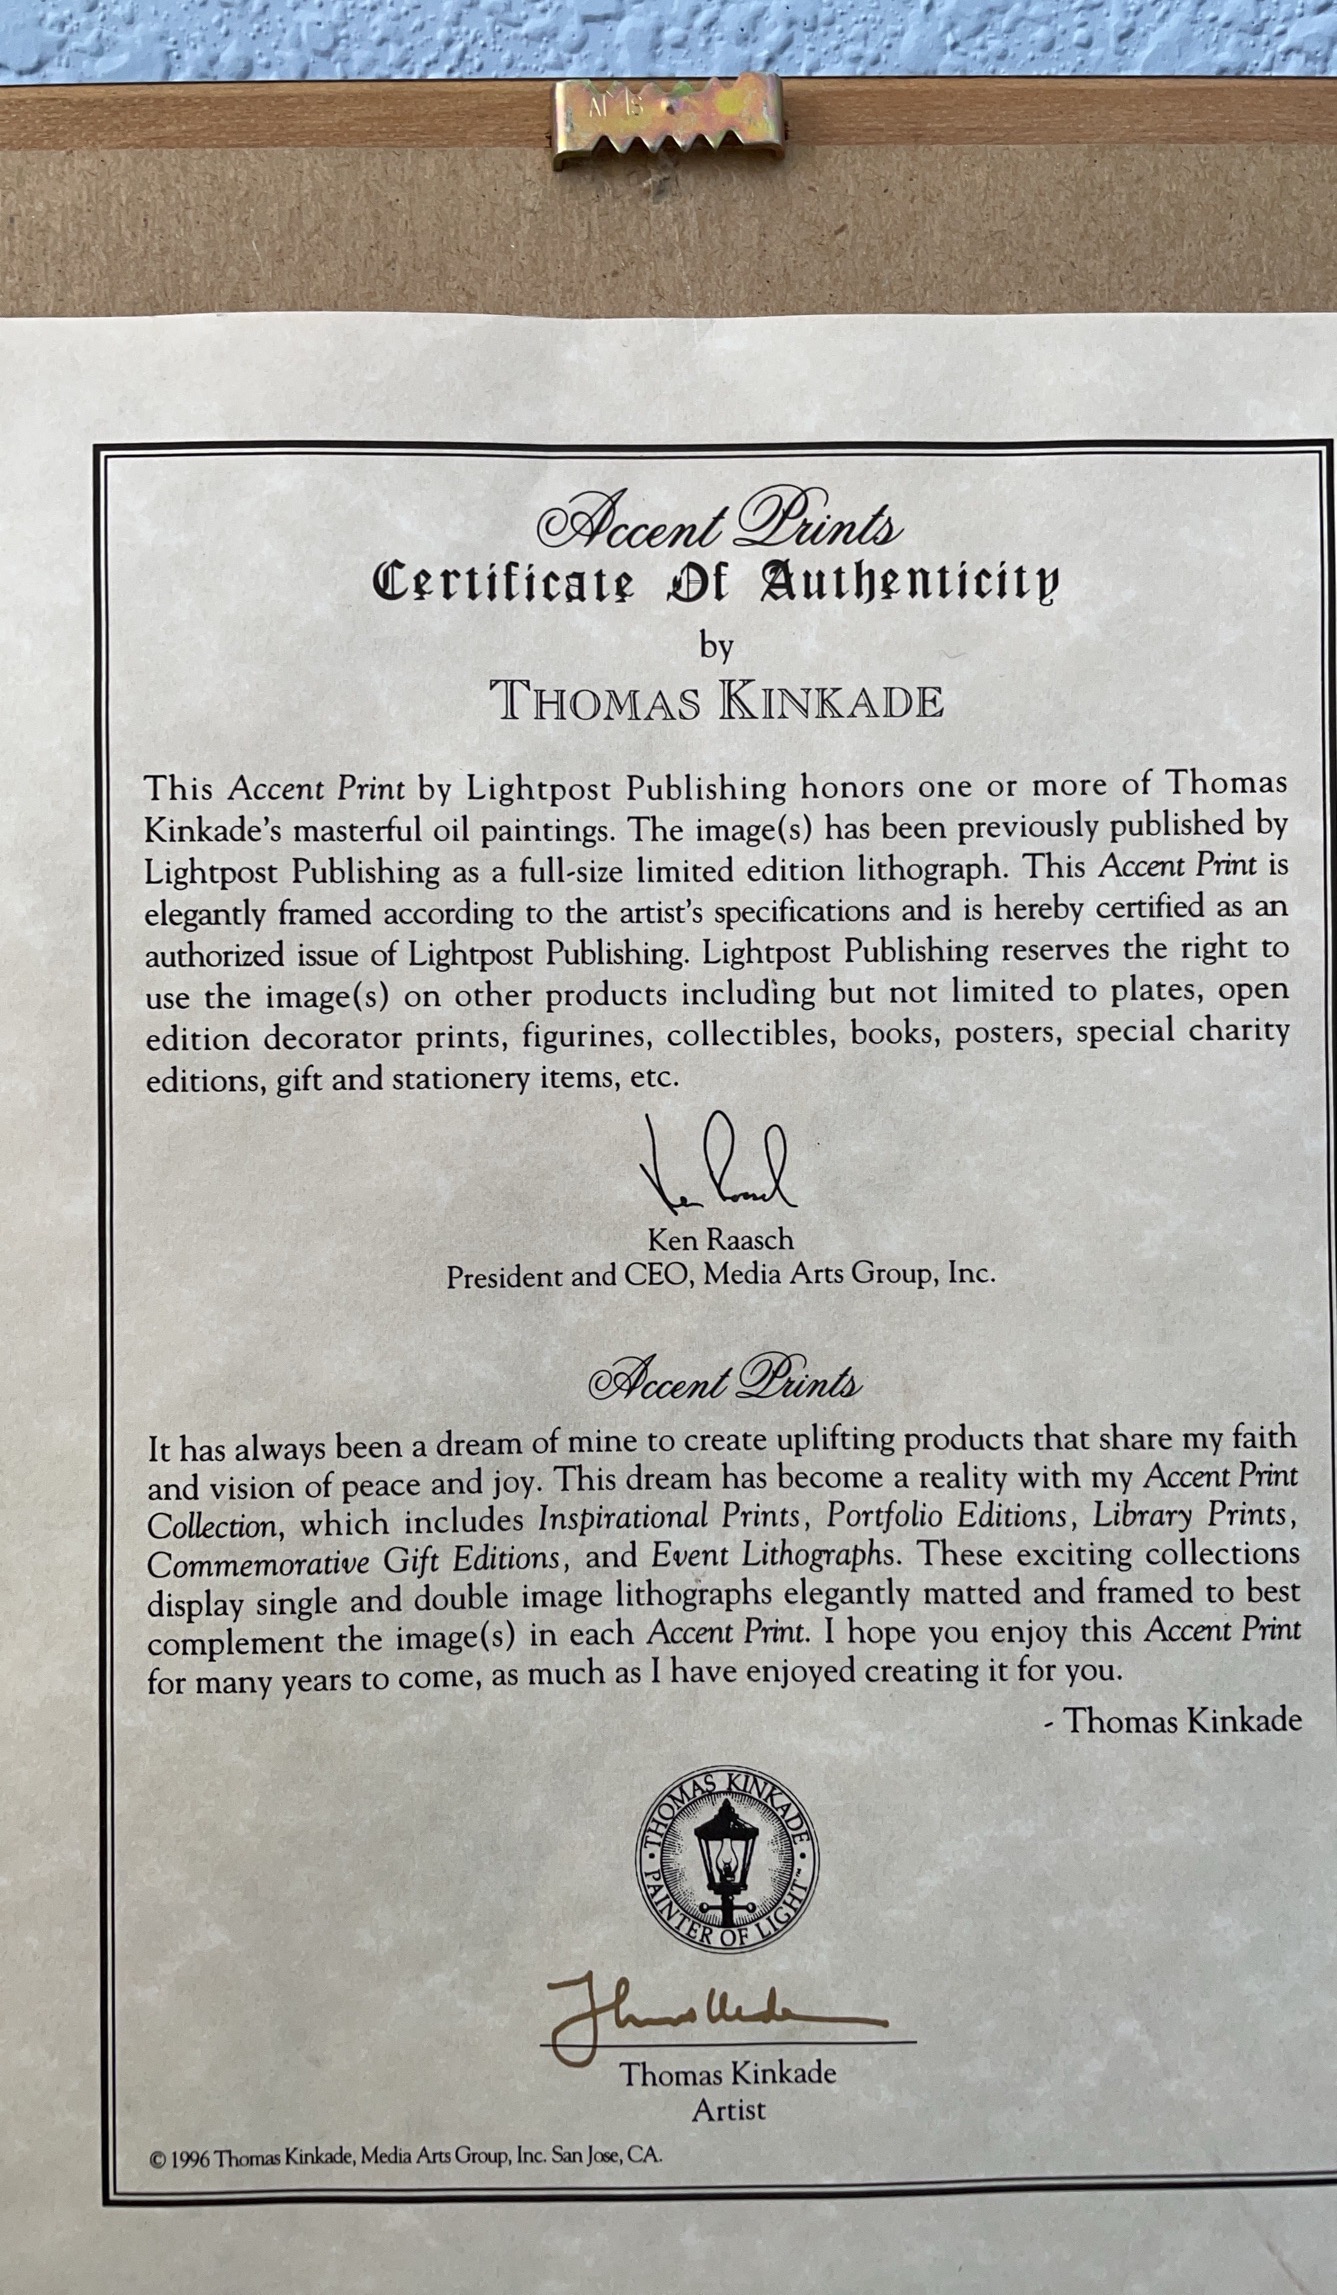 Accent Prints
Certificate Of Authenticity
by
THOMAS KINKADE
This Accent Print by Lightpost Publishing honors one or more of Thomas
Kinkade's masterful oil paintings. The image(s) has been previously published by
Lightpost Publishing as a full-size limited edition lithograph. This Accent Print is
elegantly framed according to the artist's specifications and is hereby certified as an
authorized issue of Lightpost Publishing. Lightpost Publishing reserves the right to
use the image(s) on other products including but not limited to plates, open
edition decorator prints, figurines, collectibles, books, posters, special charity
editions, gift and stationery items, etc.
Ken Raasch
President and CEO, Media Arts Group, Inc.
Accent Prints
It has always been a dream of mine to create uplifting products that share my faith
and vision of peace and joy. This dream has become a reality with my Accent Print
Collection, which includes Inspirational Prints, Portfolio Editions, Library Prints,
Commemorative Gift Editions, and Event Lithographs. These exciting collections
display single and double image lithographs elegantly matted and framed to best
complement the image(s) in each Accent Print. I hope you enjoy this Accent Print
for many years to come, as much as I have enjoyed creating it for you.
- Thomas Kinkade
THOMAS KINKADE
• PAINTER OF LIGHT™ •
Thomas Kinkade
Artist
© 1996 Thomas Kinkade, Media Arts Group, Inc. San Jose, CA.